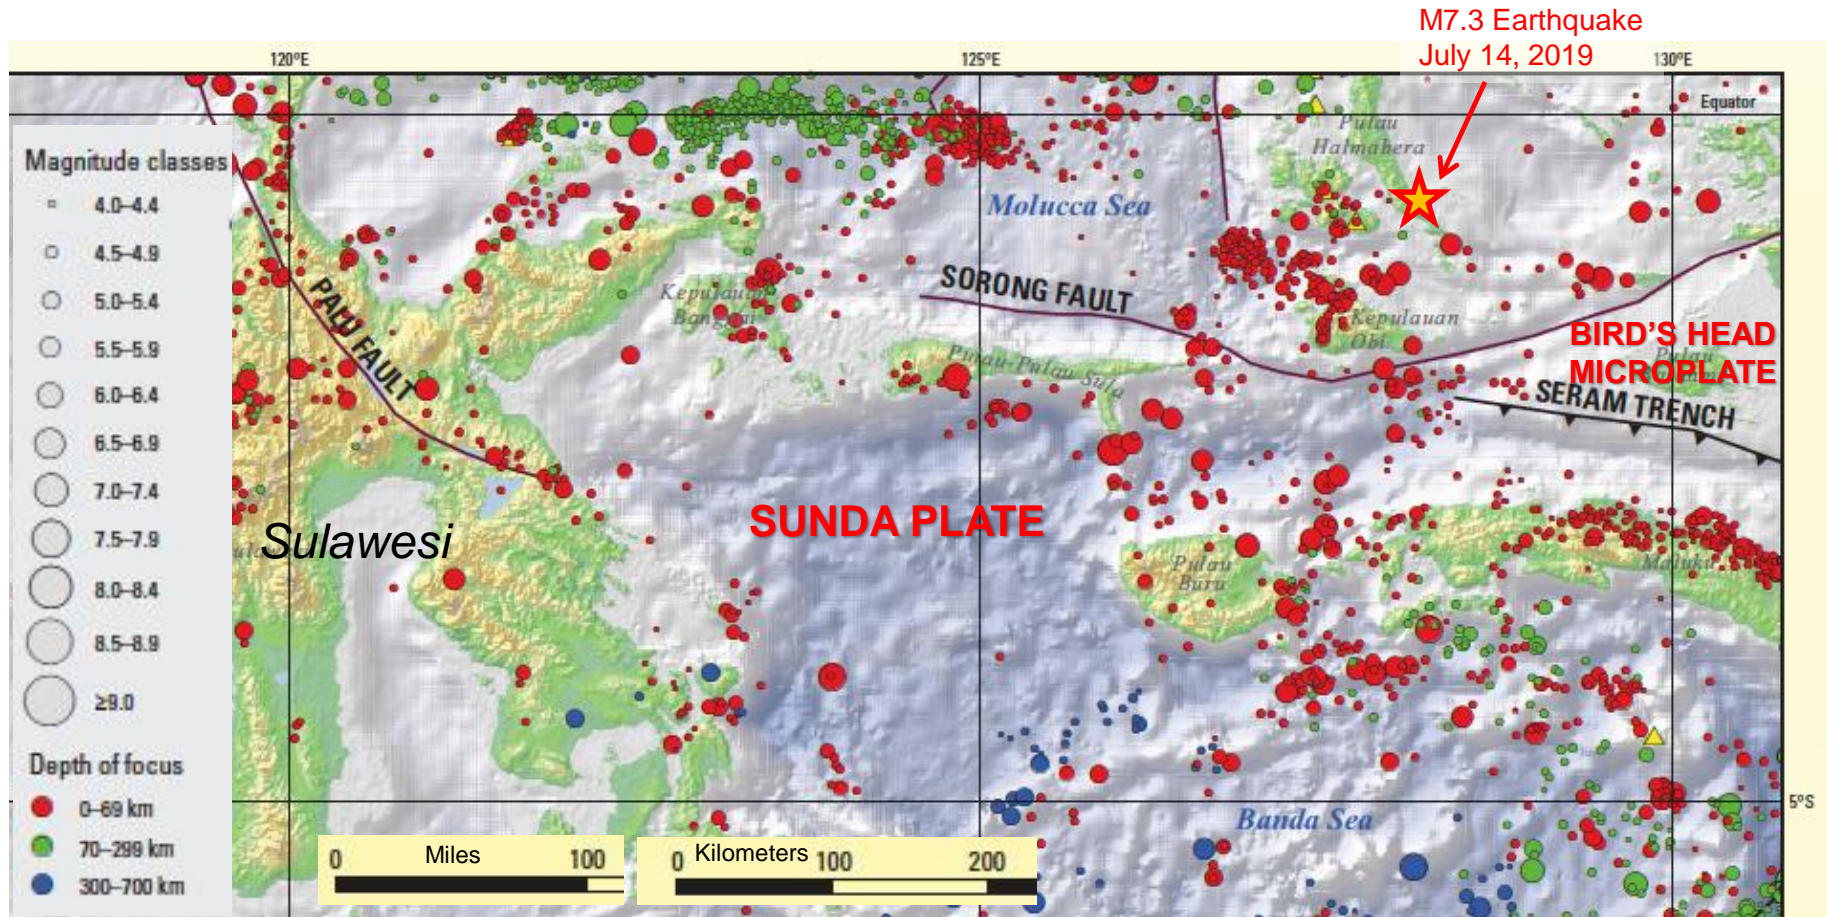 M7.3 Earthquake
July 14, 2019
120°E
125°E
130°E
Equator
Magnitude classes
4.0–4.4
4.5–4.9
5.0–5.4
5.5–5.9
6.0–6.4
6.5–6.9
7.0–7.4
7.5–7.9
8.0–8.4
8.5–8.9
≥9.0
Depth of focus
0–69 km
70–299 km
300–700 km
Pulau
Halmahera
Molucca Sea
PALU FAULT
SORONG FAULT
Kepulauan
Banggai
Kepulauan
Obi
Pulau-Pulau Sula
BIRD'S HEAD
MICROPLATE
SERAM TRENCH
SUNDA PLATE
Sulawesi
Pulau
Buru
Maluku
Banda Sea
5°S
0 Miles 100
0 Kilometers 100 200